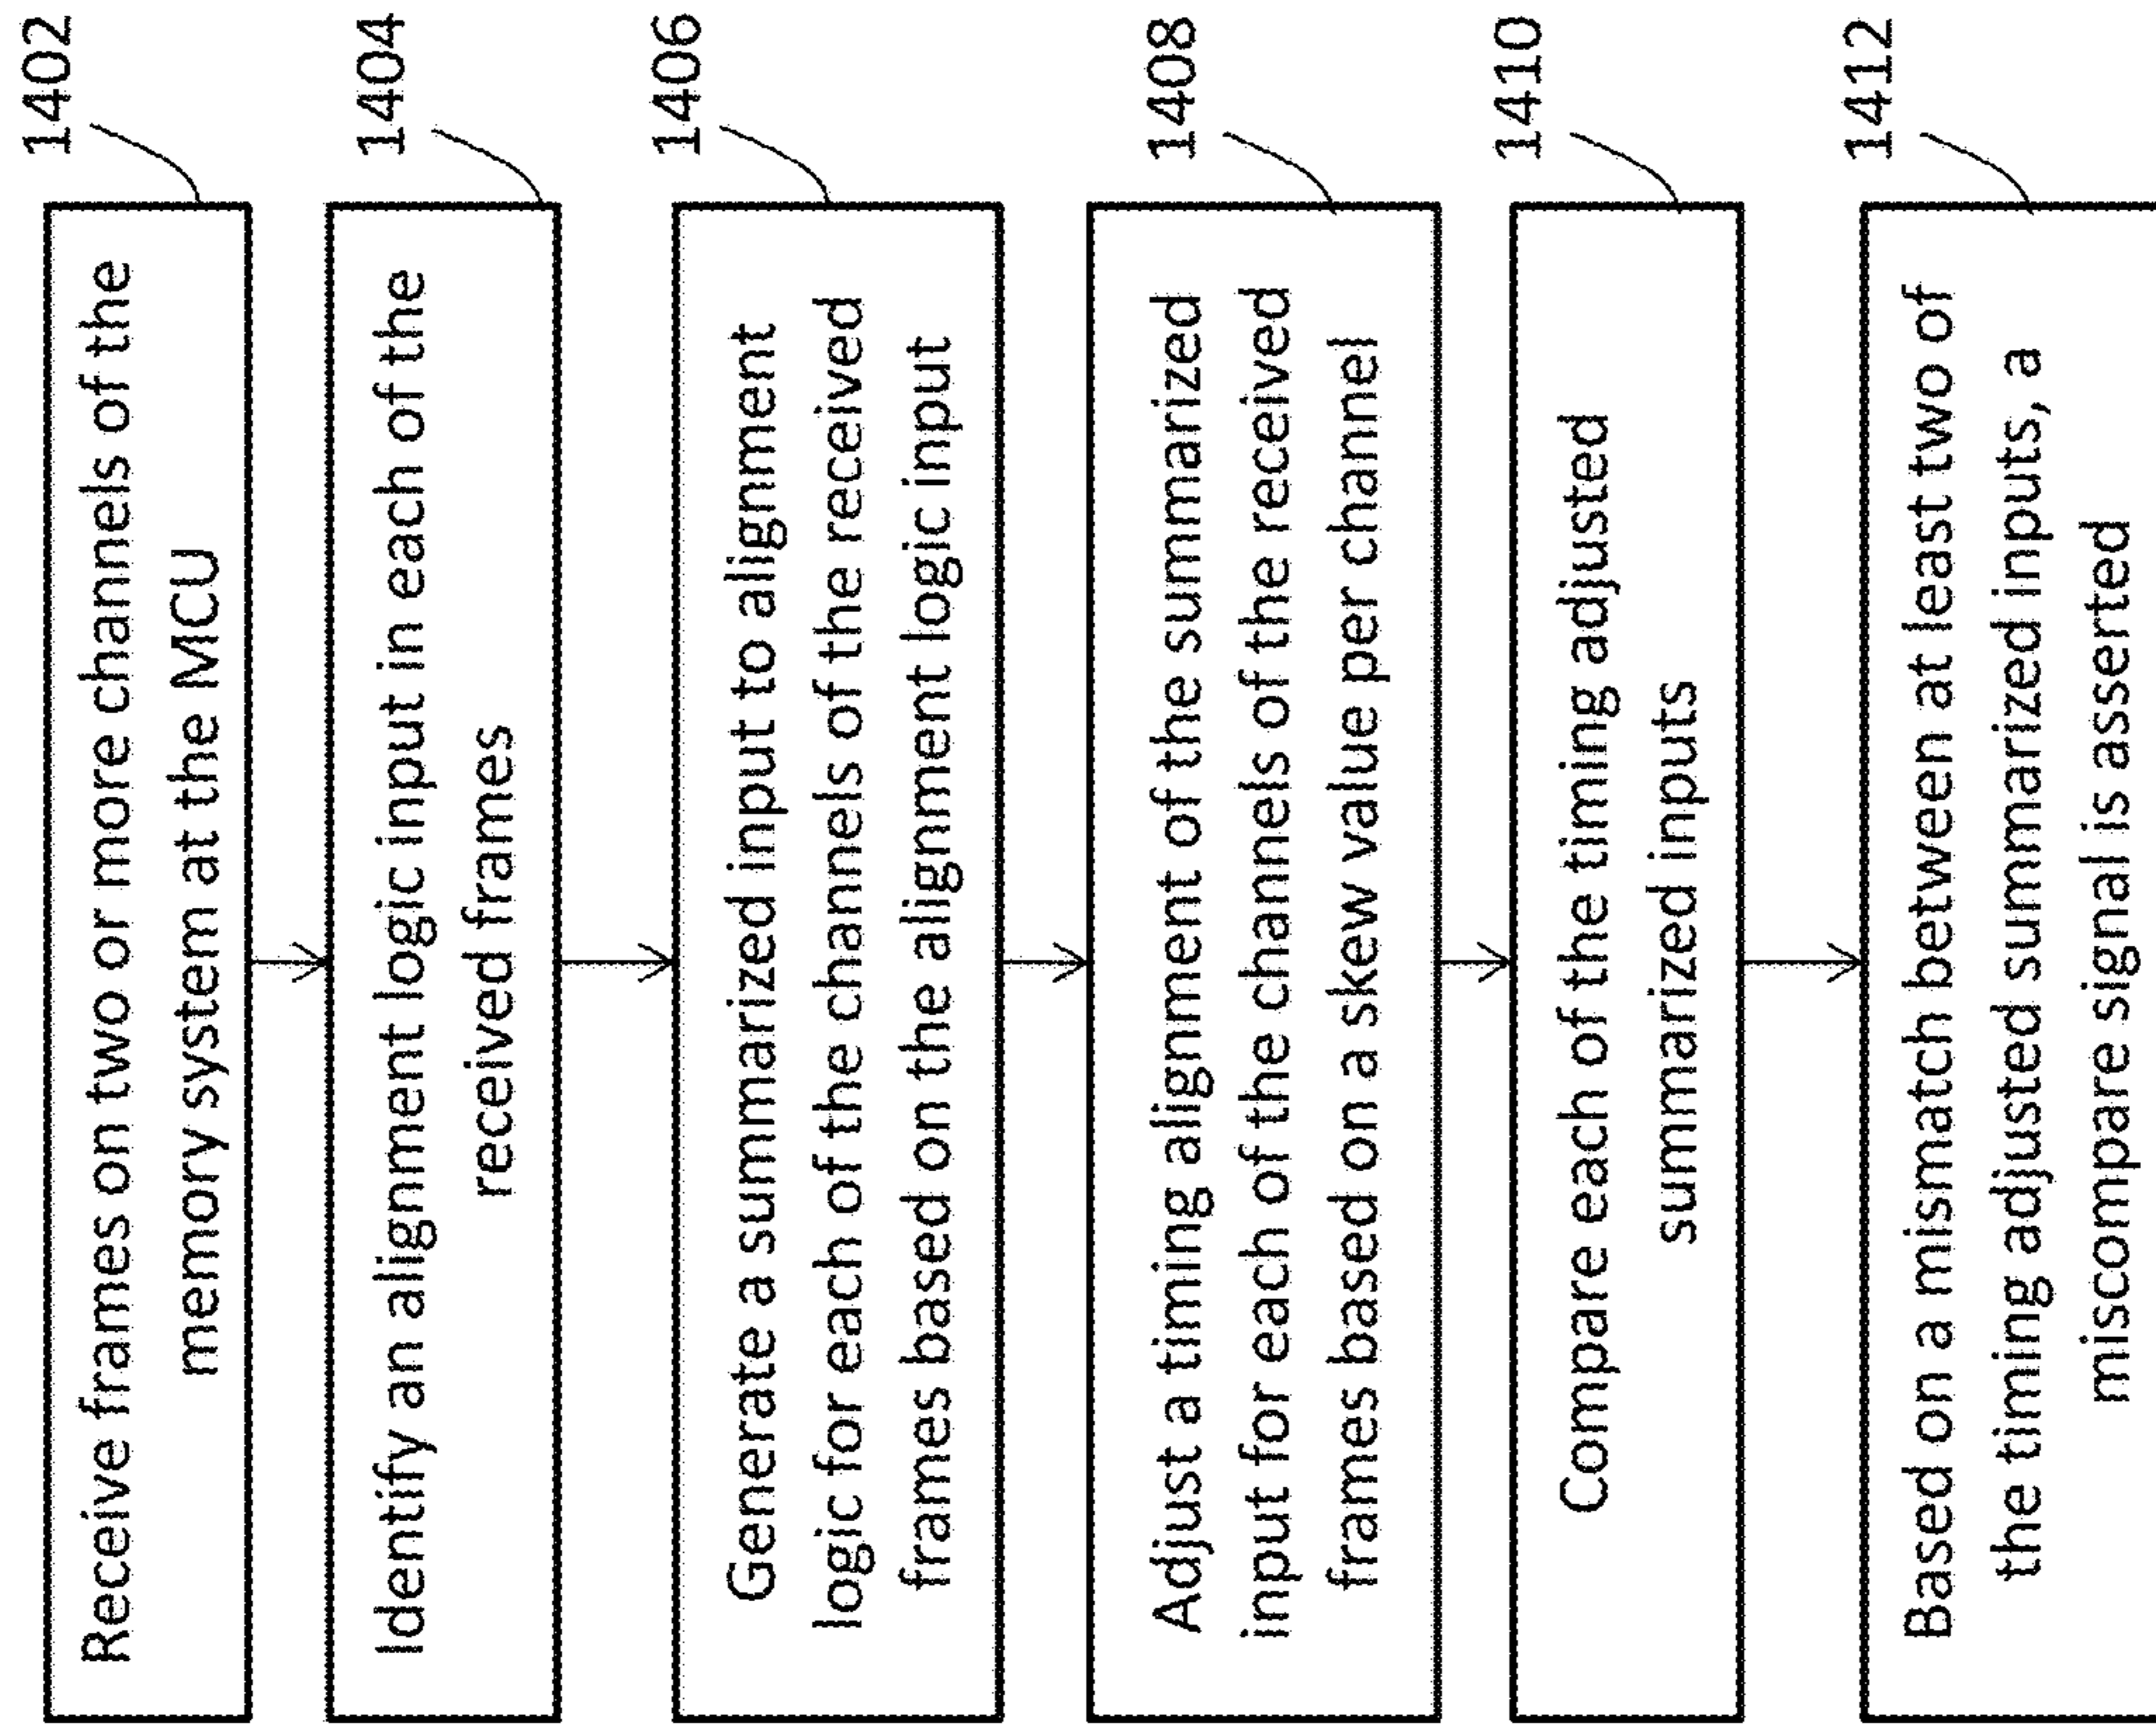 1402
Receive frames on two or more channels of the
memory system at the MCU
1404
Identify an alignment logic input in each of the
received frames
1406
Generate a summarized input to alignment
logic for each of the channels of the received
frames based on the alignment logic input
1408
Adjust a timing alignment of the summarized
input for each of the channels of the received
frames based on a skew value per channel
1410
Compare each of the timing adjusted
summarized inputs
1412
Based on a mismatch between at least two of
the timing adjusted summarized inputs, a
miscompare signal is asserted